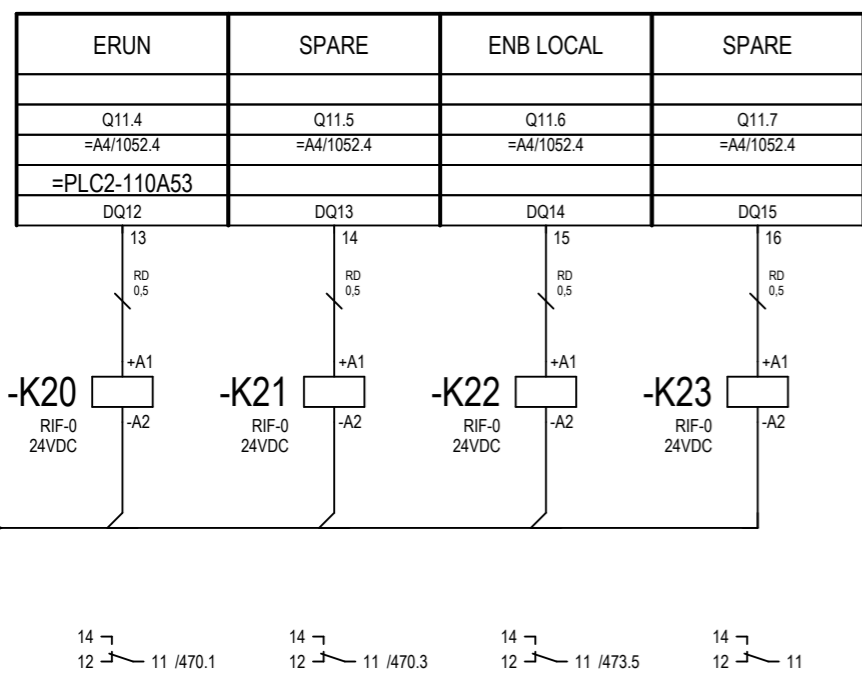 ERUN SPARE ENB LOCAL SPARE
Q11.4 Q11.5 Q11.6 Q11.7
=A4/1052.4 =A4/1052.4 =A4/1052.4 =A4/1052.4
=PLC2-110A53
DQ12 DQ13 DQ14 DQ15
13 14 15 16
RD RD RD RD
0,5 0,5 0,5 0,5
+A1 +A1 +A1 +A1
-K20 -K21 -K22 -K23
RIF-0 -A2 RIF-0 -A2 RIF-0 -A2 RIF-0 -A2
24VDC 24VDC 24VDC 24VDC
14 14 14 14
12 11 /470.1 12 11 /470.3 12 11 /473.5 12 11